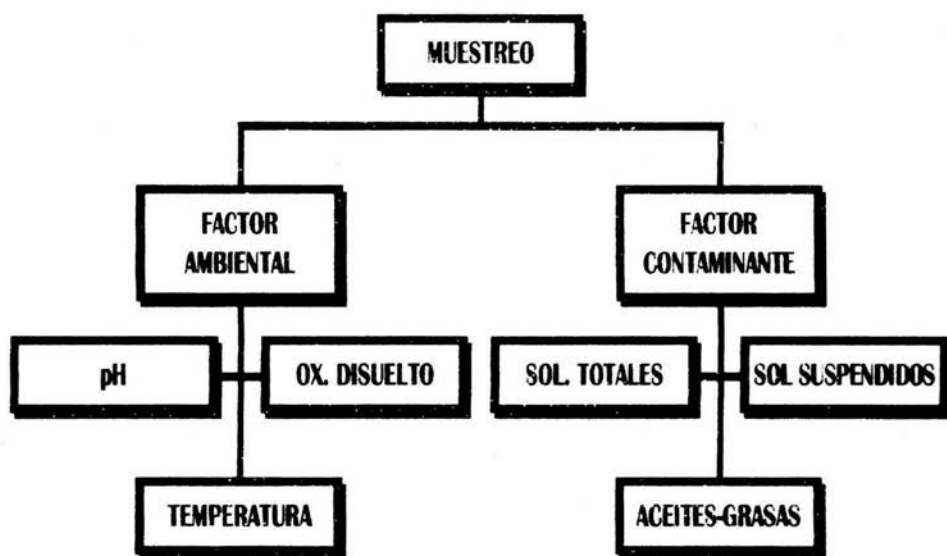 MUESTREO
FACTOR
AMBIENTAL
FACTOR
CONTAMINANTE
pH
OX. DISUELTO
SOL. TOTALES
SOL SUSPENDIDOS
TEMPERATURA
ACEITES-GRASAS